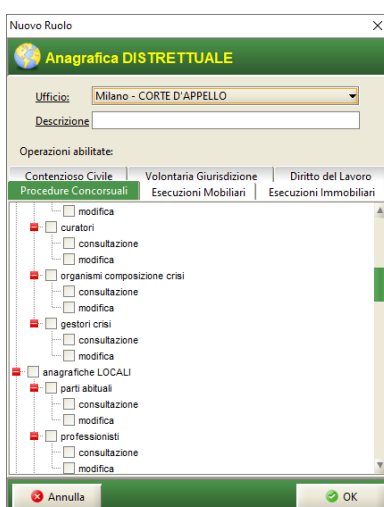 Nuovo Ruolo
Anagrafica DISTRETTUALE
Ufficio: Milano - CORTE D'APPELLO
Descrizione
Operazioni abilitate:
Contenzioso Civile Volontaria Giurisdizione Diritto del Lavoro
Procedure Concorsuali Esecuzioni Mobiliari Esecuzioni Immobiliari
modifica
curatori
consultazione
modifica
organismi composizione crisi
consultazione
modifica
gestori crisi
consultazione
modifica
anagrafiche LOCALI
parti abituali
consultazione
modifica
professionisti
consultazione
modifica
Annulla OK